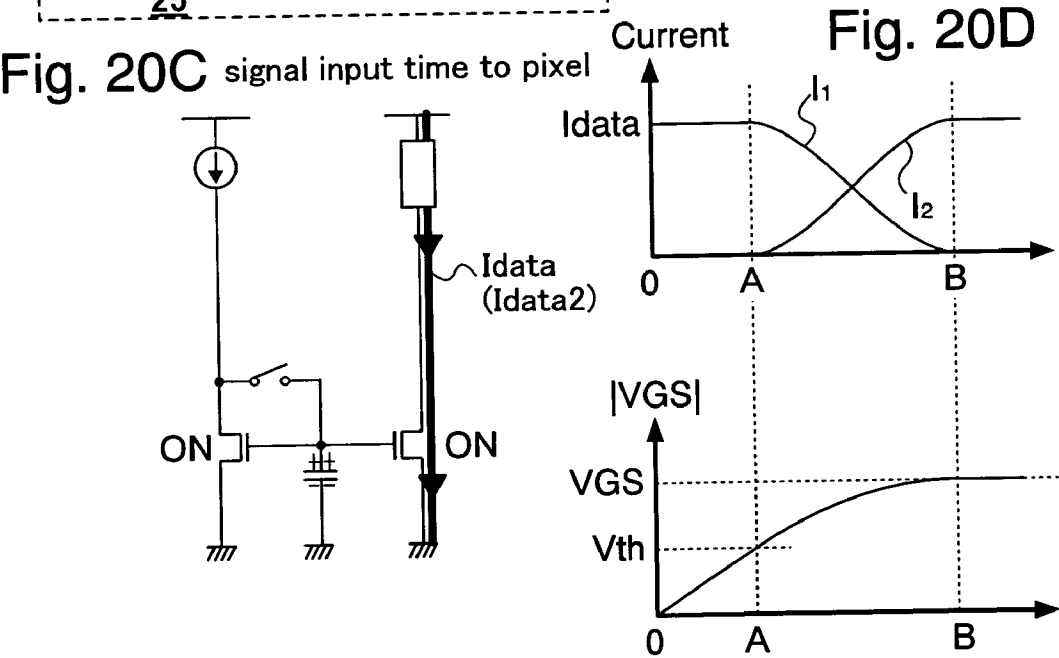 25
Fig. 20C signal input time to pixel
Idata
(Idata2)
ON
ON
Fig. 20D
Current
Idata
I1
I2
0
A
B
|VGS|
VGS
Vth
0
A
B